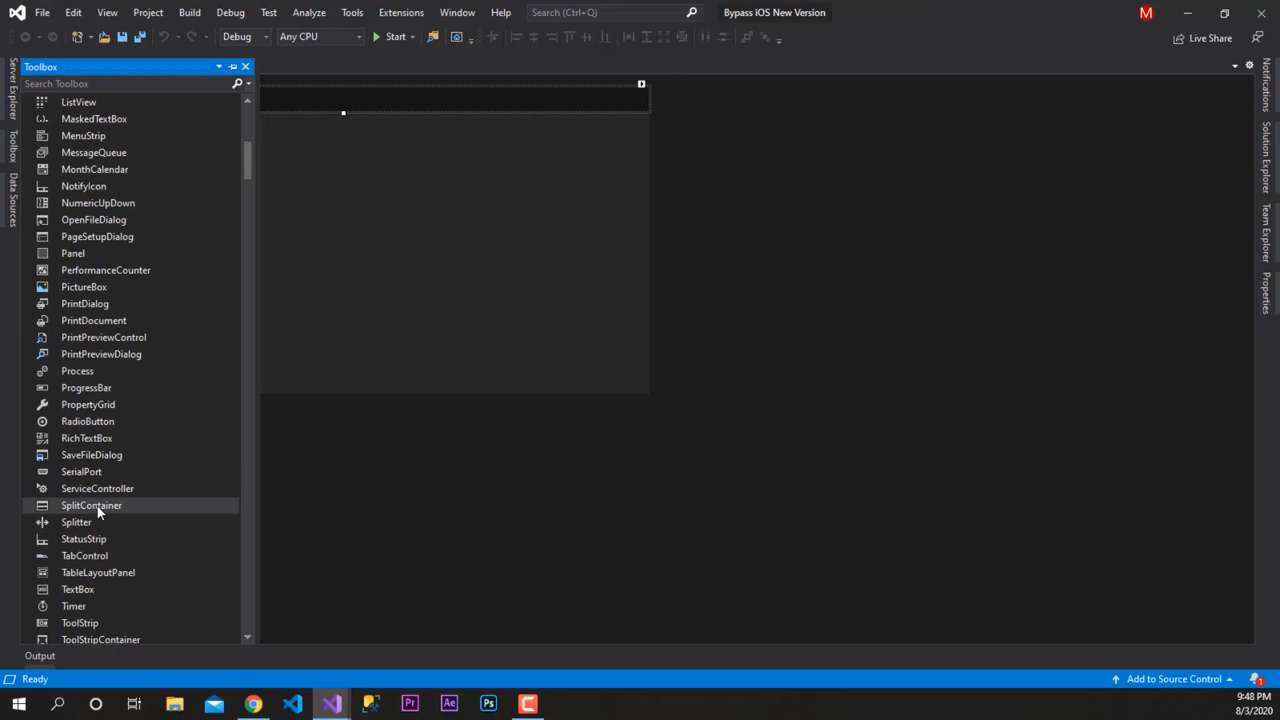 File Edit View Project Build Debug Test Analyze Tools Extensions Window Help Search (Ctrl+Q) Bypass iOS New Version M
Debug Any CPU Start Live Share
Server Explorer
Toolbox
Data Sources
Toolbox
Search Toolbox
ListView
MaskedTextBox
MenuStrip
MessageQueue
MonthCalendar
NotifyIcon
NumericUpDown
OpenFileDialog
PageSetupDialog
Panel
PerformanceCounter
PictureBox
PrintDialog
PrintDocument
PrintPreviewControl
PrintPreviewDialog
Process
ProgressBar
PropertyGrid
RadioButton
RichTextBox
SaveFileDialog
SerialPort
ServiceController
SplitContainer
Splitter
StatusStrip
TabControl
TableLayoutPanel
TextBox
Timer
ToolStrip
ToolStripContainer
Notifications
Solution Explorer
Team Explorer
Properties
Output
Ready Add to Source Control 1
Pr Ae Ps
9:48 PM
8/3/2020